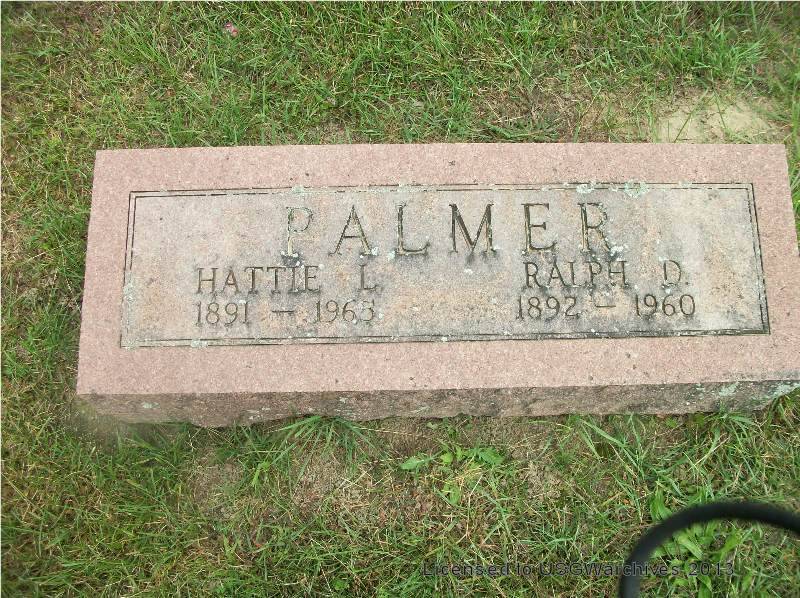 PALMER
HATTIE L. RALPH D.
1891 – 1963 1892 – 1960
Licensed to USGWarchives 2013